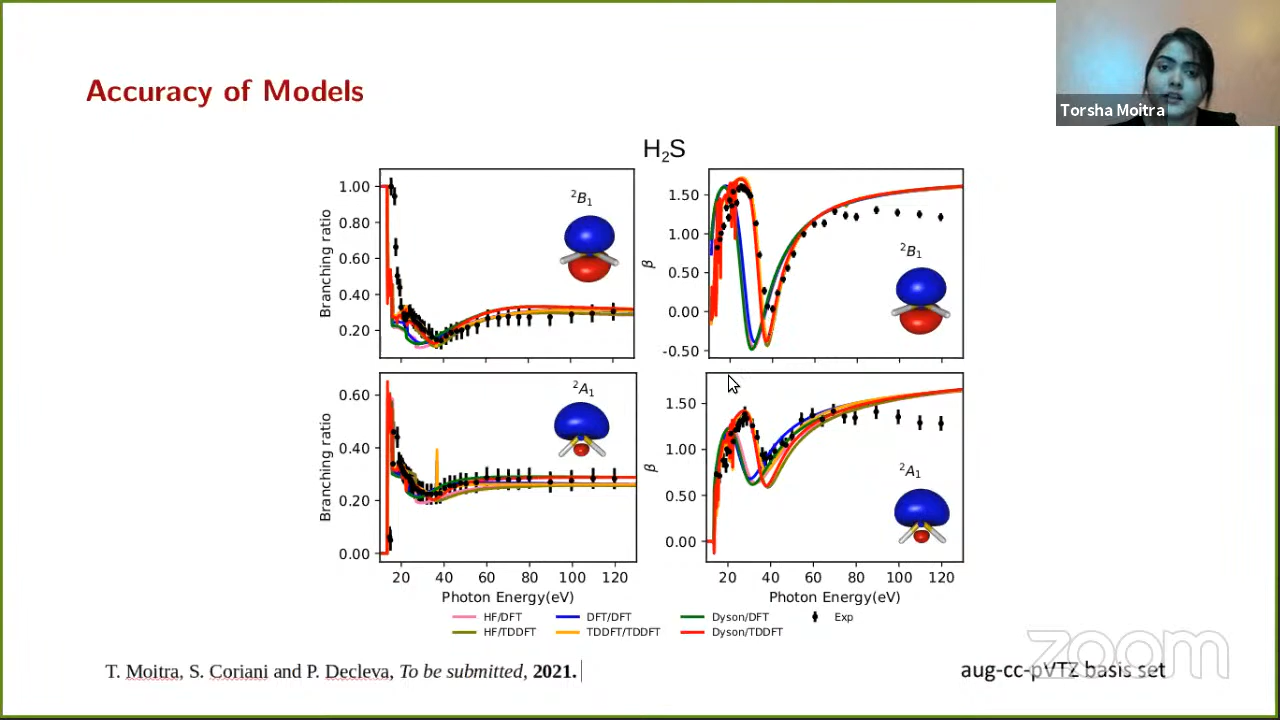 Accuracy of Models
Torsha Moitra
H₂S
Branching ratio
1.00
0.80
0.60
0.40
0.20
²B₁
β
1.50
1.00
0.50
0.00
-0.50
²B₁
Branching ratio
0.60
0.40
0.20
0.00
²A₁
20 40 60 80 100 120
Photon Energy(eV)
β
1.50
1.00
0.50
0.00
²A₁
20 40 60 80 100 120
Photon Energy(eV)
HF/DFT DFT/DFT Dyson/DFT Exp
HF/TDDFT TDDFT/TDDFT Dyson/TDDFT
T. Moitra, S. Coriani and P. Decleva, To be submitted, 2021.
aug-cc-pVTZ basis set
zoom